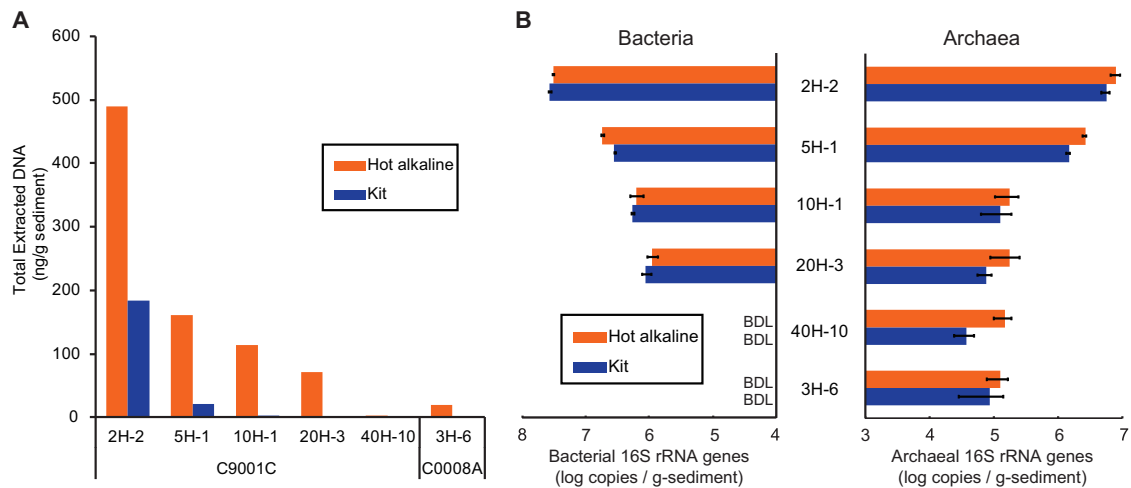 A
Total Extracted DNA
(ng/g sediment)
600
500
400
300
200
100
0
Hot alkaline
Kit
2H-2 5H-1 10H-1 20H-3 40H-10 3H-6
C9001C C0008A
B
Bacteria Archaea
2H-2
5H-1
10H-1
20H-3
BDL
BDL
40H-10
BDL
BDL
3H-6
Hot alkaline
Kit
8 7 6 5 4
Bacterial 16S rRNA genes
(log copies / g-sediment)
3 4 5 6 7
Archaeal 16S rRNA genes
(log copies / g-sediment)